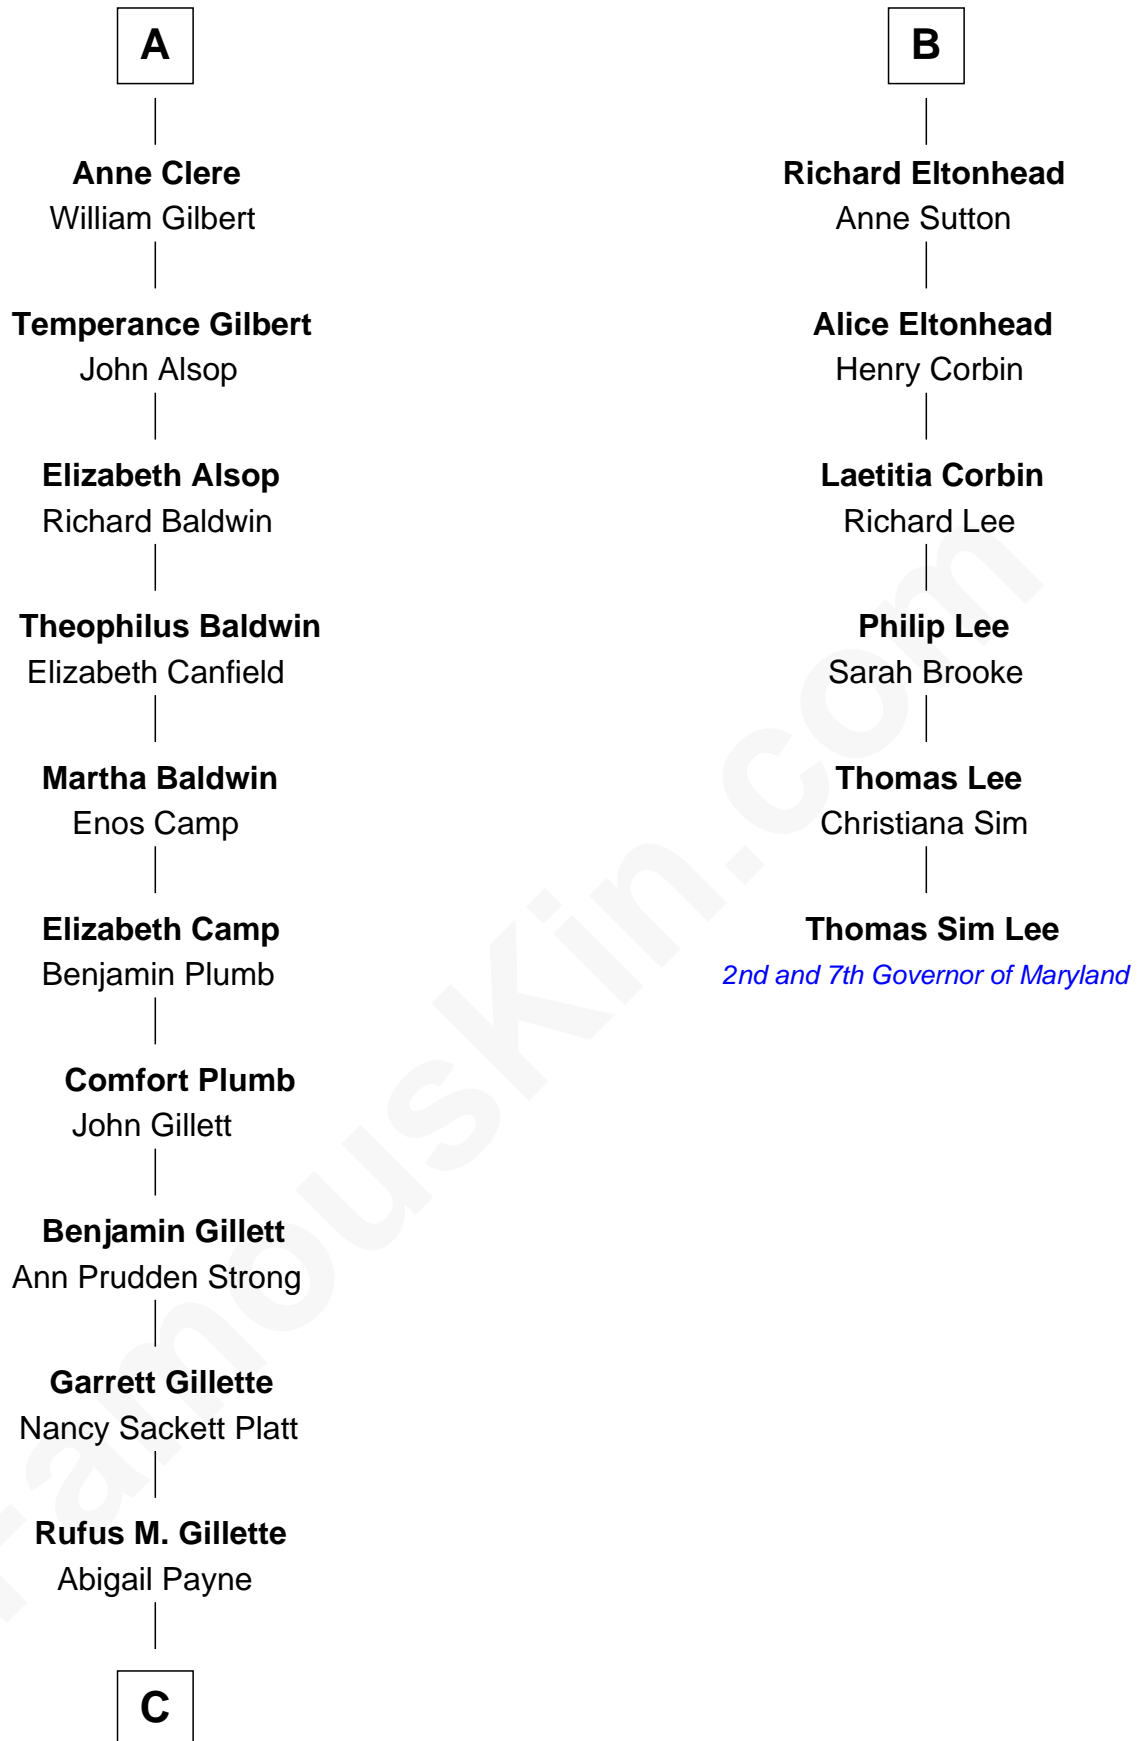 A
Anne Clere
William Gilbert
Temperance Gilbert
John Alsop
Elizabeth Alsop
Richard Baldwin
Theophilus Baldwin
Elizabeth Canfield
Martha Baldwin
Enos Camp
Elizabeth Camp
Benjamin Plumb
Comfort Plumb
John Gillett
Benjamin Gillett
Ann Prudden Strong
Garrett Gillette
Nancy Sackett Platt
Rufus M. Gillette
Abigail Payne
C
B
Richard Eltonhead
Anne Sutton
Alice Eltonhead
Henry Corbin
Laetitia Corbin
Richard Lee
Philip Lee
Sarah Brooke
Thomas Lee
Christiana Sim
Thomas Sim Lee
2nd and 7th Governor of Maryland
FamousKin.com